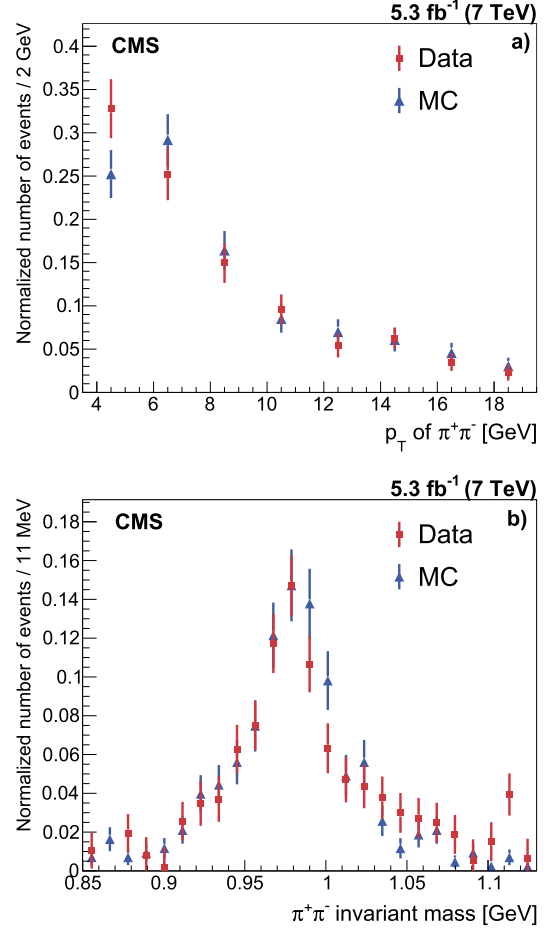 5.3 fb⁻¹ (7 TeV)
CMS
a)
Data
MC
Normalized number of events / 2 GeV
0.4
0.35
0.3
0.25
0.2
0.15
0.1
0.05
0
4 6 8 10 12 14 16 18
p_T of π⁺π⁻ [GeV]
5.3 fb⁻¹ (7 TeV)
CMS
b)
Data
MC
Normalized number of events / 11 MeV
0.18
0.16
0.14
0.12
0.1
0.08
0.06
0.04
0.02
0
0.85 0.9 0.95 1 1.05 1.1
π⁺π⁻ invariant mass [GeV]